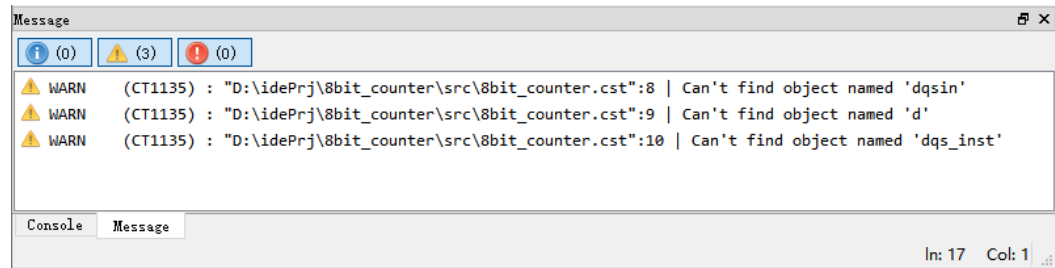 Message
(0) (3) (0)
WARN (CT1135) : "D:\idePrj\8bit_counter\src\8bit_counter.cst":8 | Can't find object named 'dqsin'
WARN (CT1135) : "D:\idePrj\8bit_counter\src\8bit_counter.cst":9 | Can't find object named 'd'
WARN (CT1135) : "D:\idePrj\8bit_counter\src\8bit_counter.cst":10 | Can't find object named 'dqs_inst'
Console Message
ln: 17 Col: 1